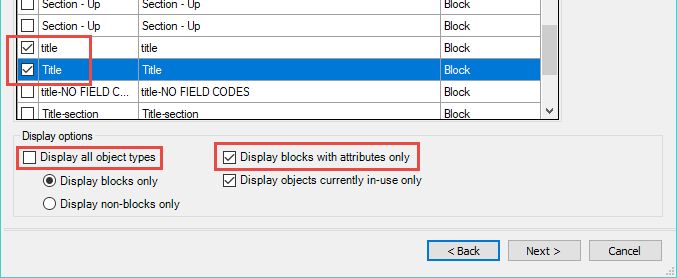 Section - Up Section - Up Block
Section - Up Section - Up Block
title title Block
Title Title Block
title-NO FIELD C... title-NO FIELD CODES Block
Title-section Title-section Block
Display options
Display all object types Display blocks with attributes only
Display blocks only Display objects currently in-use only
Display non-blocks only
< Back Next > Cancel